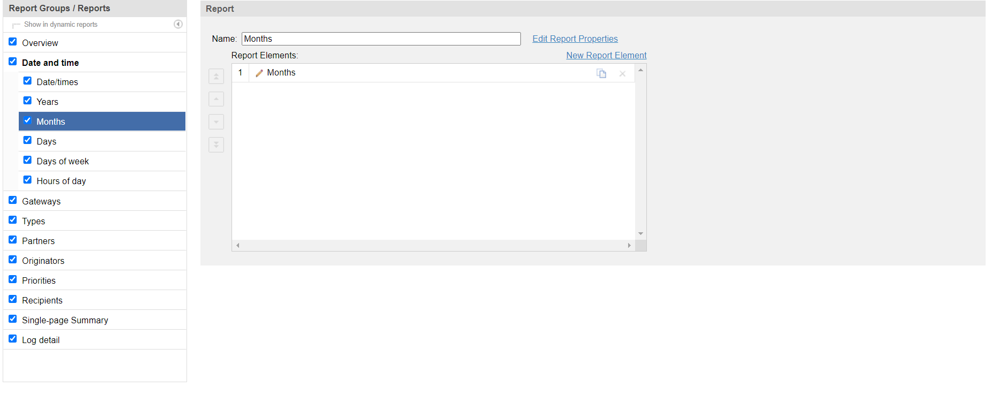 Report Groups / Reports
Show in dynamic reports
Overview
Date and time
Date/times
Years
Months
Days
Days of week
Hours of day
Gateways
Types
Partners
Originators
Priorities
Recipients
Single-page Summary
Log detail
Report
Name: Months Edit Report Properties
Report Elements: New Report Element
1 Months